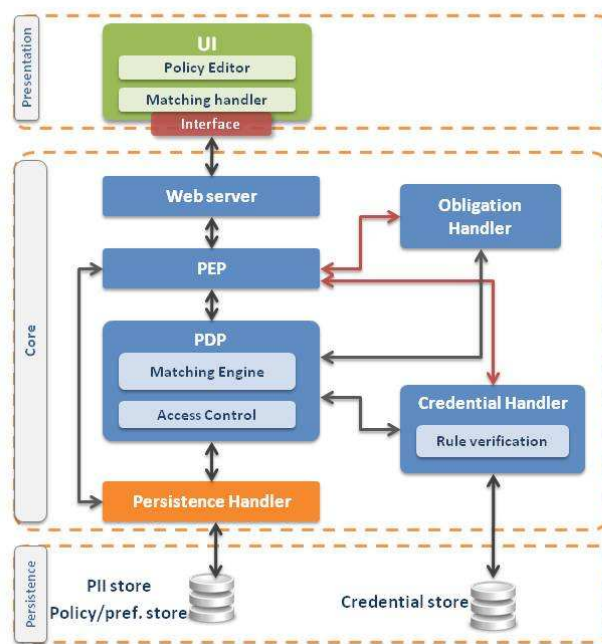 Presentation
UI
Policy Editor
Matching handler
Interface
Core
Web server
Obligation
Handler
PEP
PDP
Matching Engine
Access Control
Credential Handler
Rule verification
Persistence Handler
Persistence
PII store
Policy/pref. store
Credential store